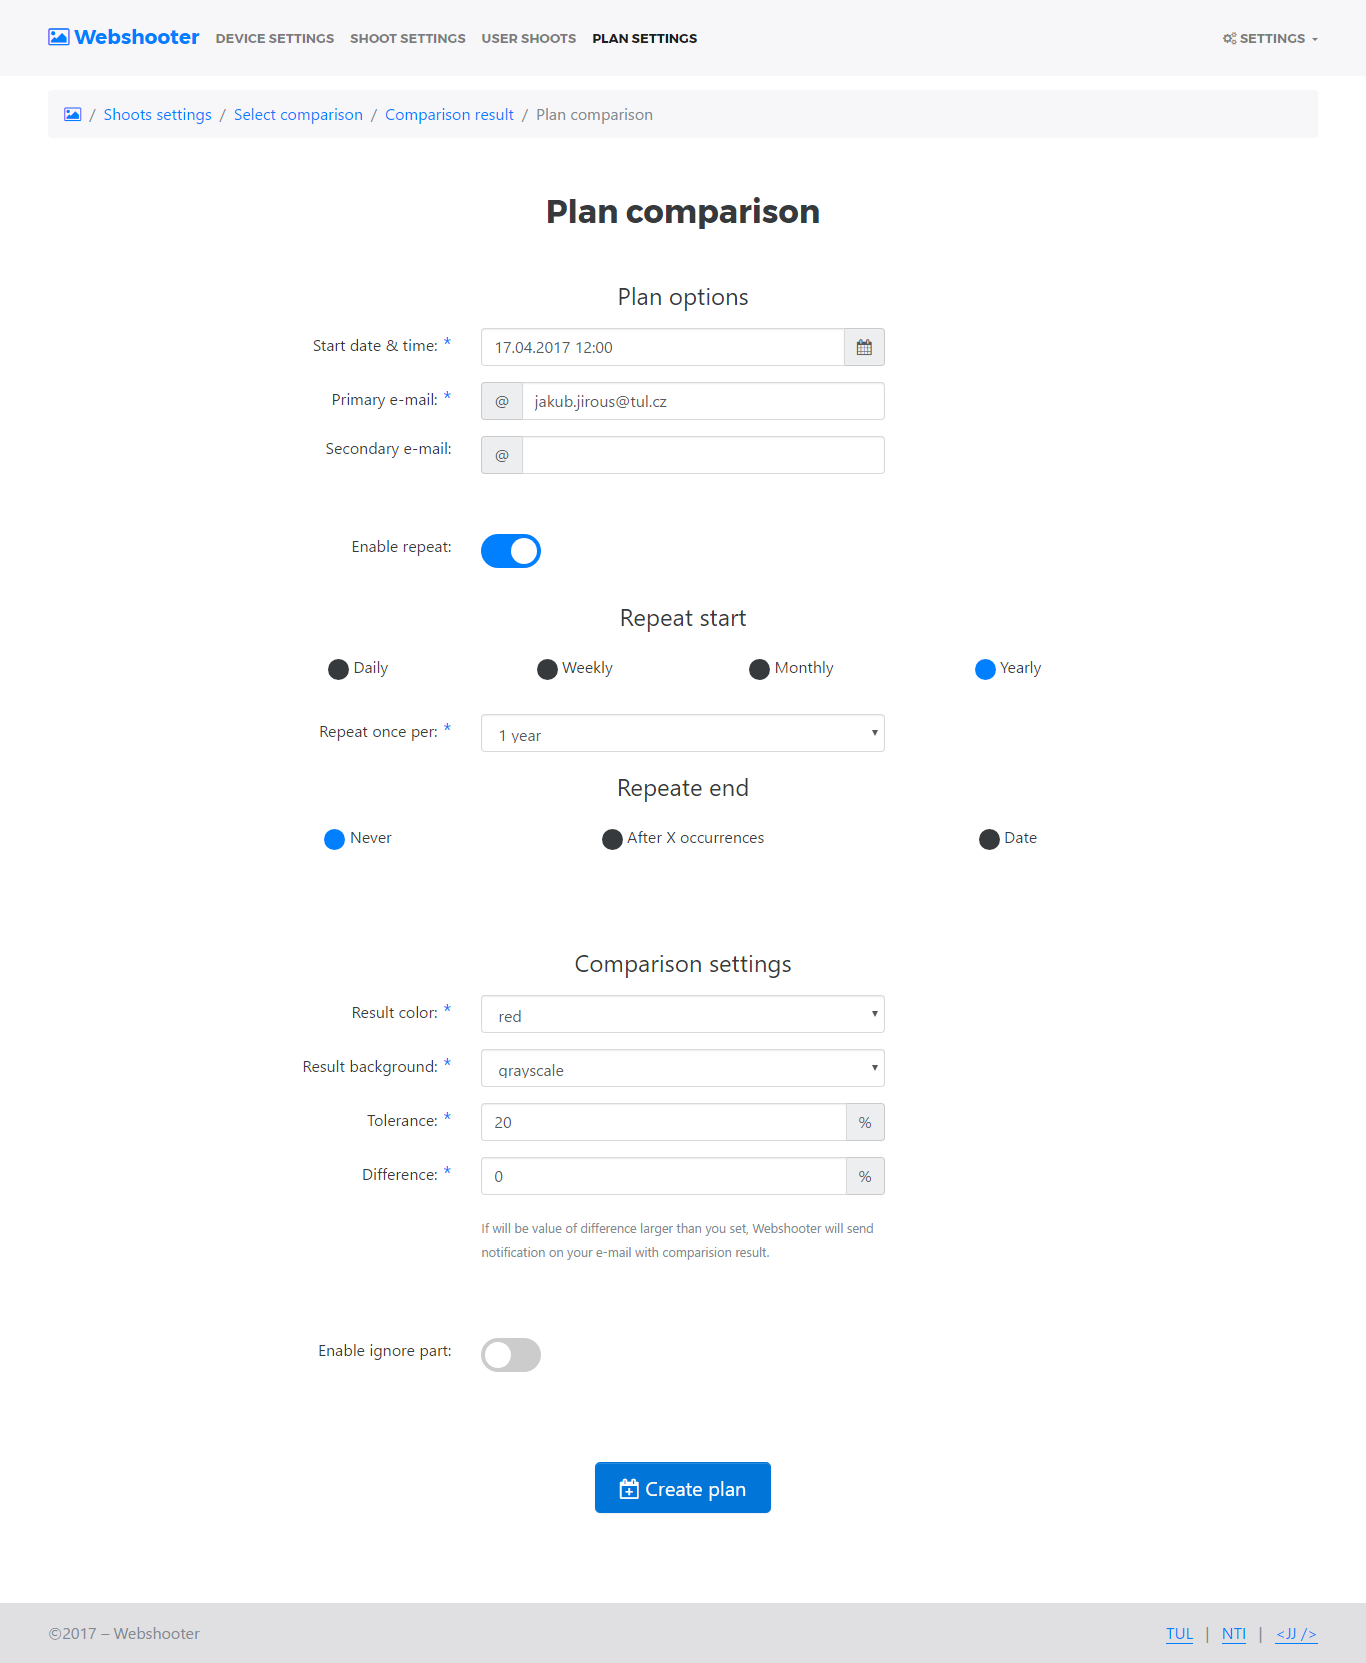 Webshooter DEVICE SETTINGS SHOOT SETTINGS USER SHOOTS PLAN SETTINGS SETTINGS
/ Shoots settings / Select comparison / Comparison result / Plan comparison
Plan comparison
Plan options
Start date & time: * 17.04.2017 12:00
Primary e-mail: * @ jakub.jirous@tul.cz
Secondary e-mail: @
Enable repeat:
Repeat start
Daily Weekly Monthly Yearly
Repeat once per: * 1 year
Repeate end
Never After X occurrences Date
Comparison settings
Result color: * red
Result background: * grayscale
Tolerance: * 20 %
Difference: * 0 %
If will be value of difference larger than you set, Webshooter will send
notification on your e-mail with comparision result.
Enable ignore part:
Create plan
©2017 – Webshooter TUL | NTI | <JJ />